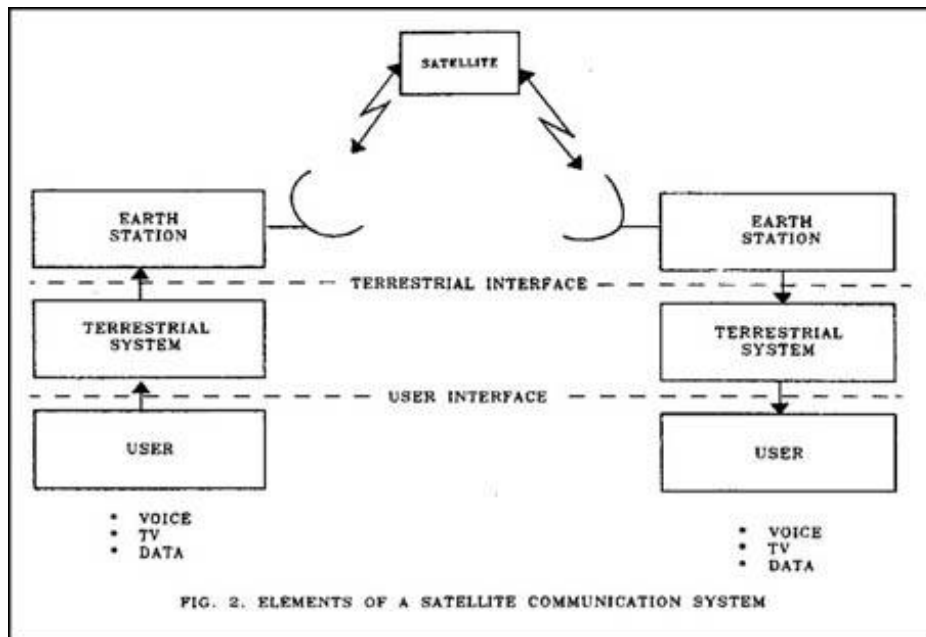 SATELLITE
EARTH
STATION
EARTH
STATION
TERRESTRIAL INTERFACE
TERRESTRIAL
SYSTEM
TERRESTRIAL
SYSTEM
USER INTERFACE
USER
USER
• VOICE
• TV
• DATA
• VOICE
• TV
• DATA
FIG. 2. ELEMENTS OF A SATELLITE COMMUNICATION SYSTEM